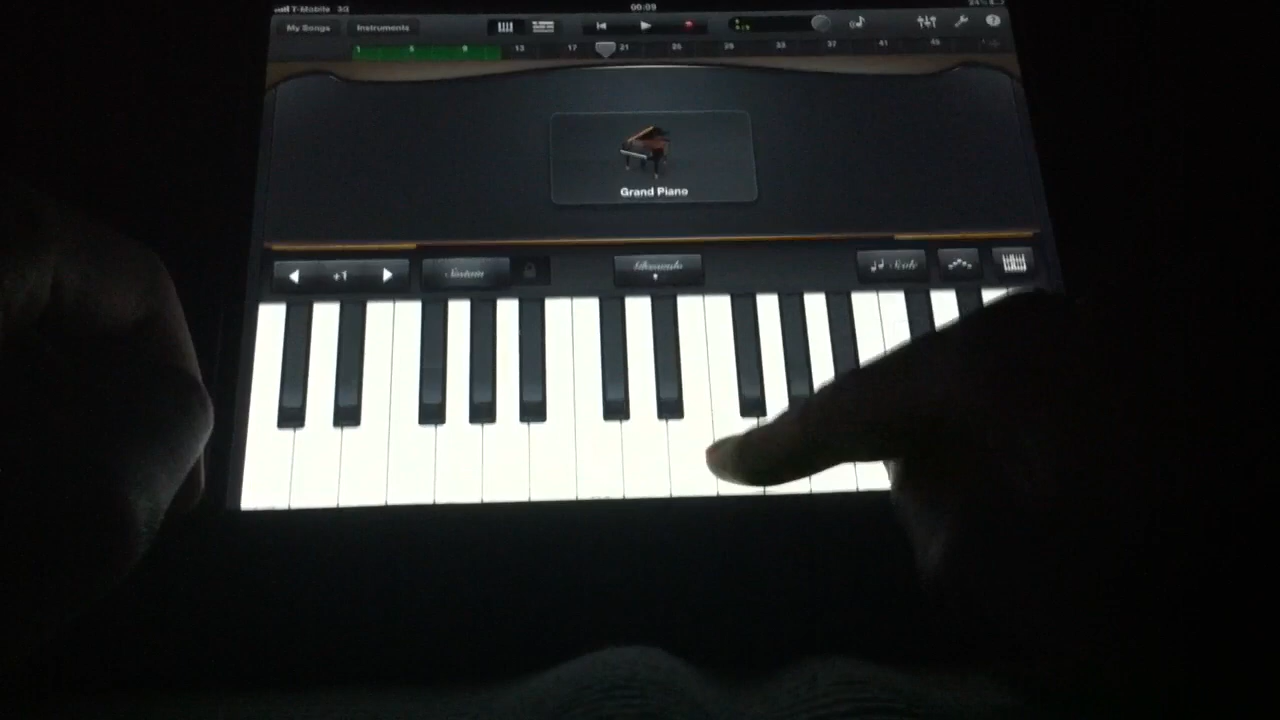 T-Mobile 3G 00:09 24%
My Songs Instruments
1 5 9 13 17 21 25 29 33 37 41 45
Grand Piano
+1 Sustain Glissando Scale